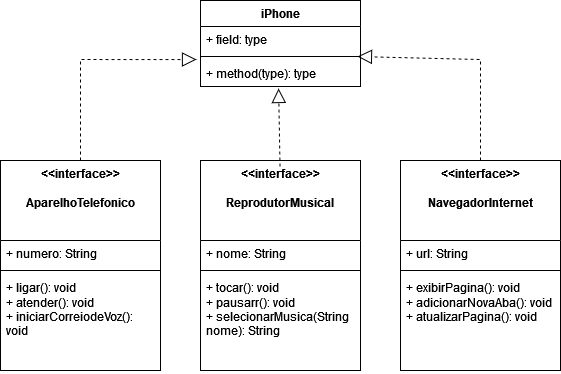 iPhone
+ field: type
+ method(type): type
<<interface>>
AparelhoTelefonico
+ numero: String
+ ligar(): void
+ atender(): void
+ iniciarCorreiodeVoz():
void
<<interface>>
ReprodutorMusical
+ nome: String
+ tocar(): void
+ pausarr(): void
+ selecionarMusica(String
nome): String
<<interface>>
NavegadorInternet
+ url: String
+ exibirPagina(): void
+ adicionarNovaAba(): void
+ atualizarPagina(): void